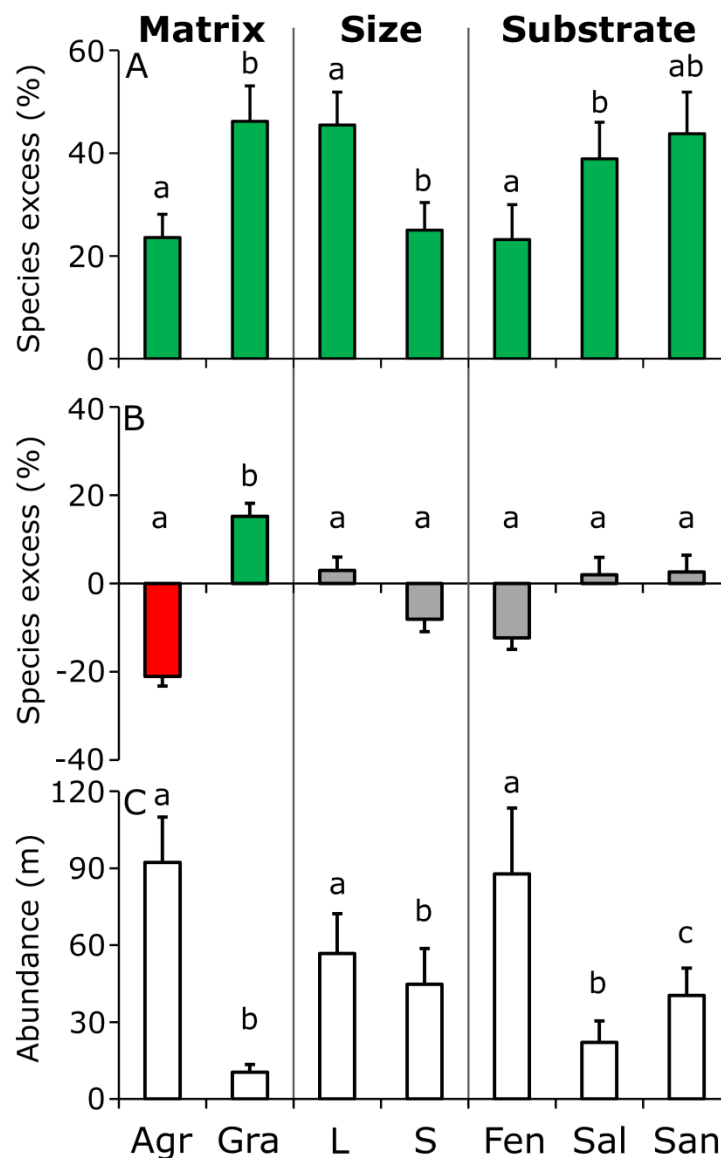 Matrix Size Substrate
A
Species excess (%)
60
40
20
0
a b a b a b ab
B
Species excess (%)
40
20
0
-20
-40
a b a a a a a
C
Abundance (m)
120
90
60
30
0
a b a b a b c
Agr Gra L S Fen Sal San